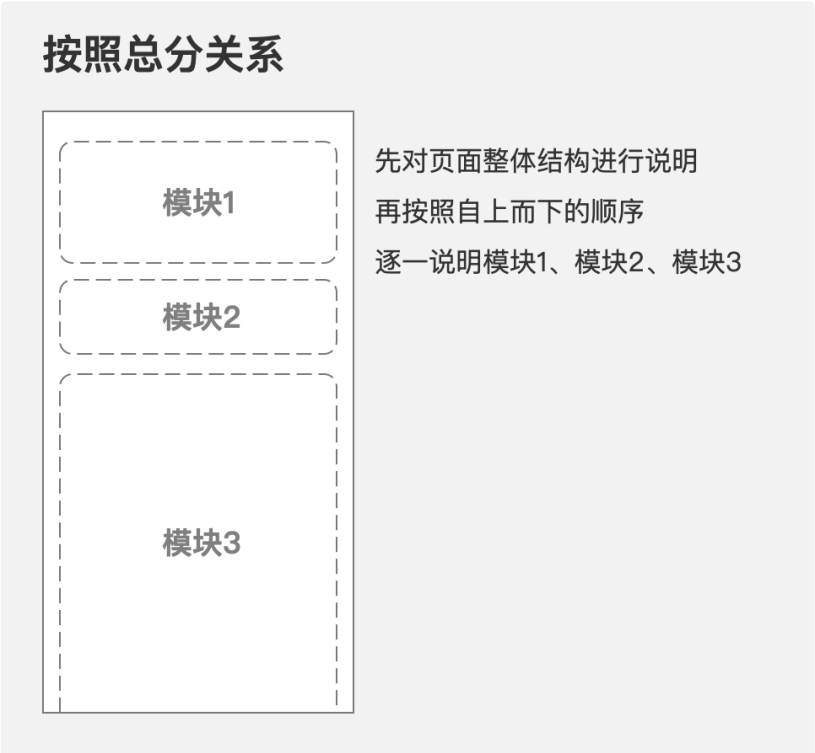 按照总分关系
模块1
先对页面整体结构进行说明
再按照自上而下的顺序
逐一说明模块1、模块2、模块3
模块2
模块3